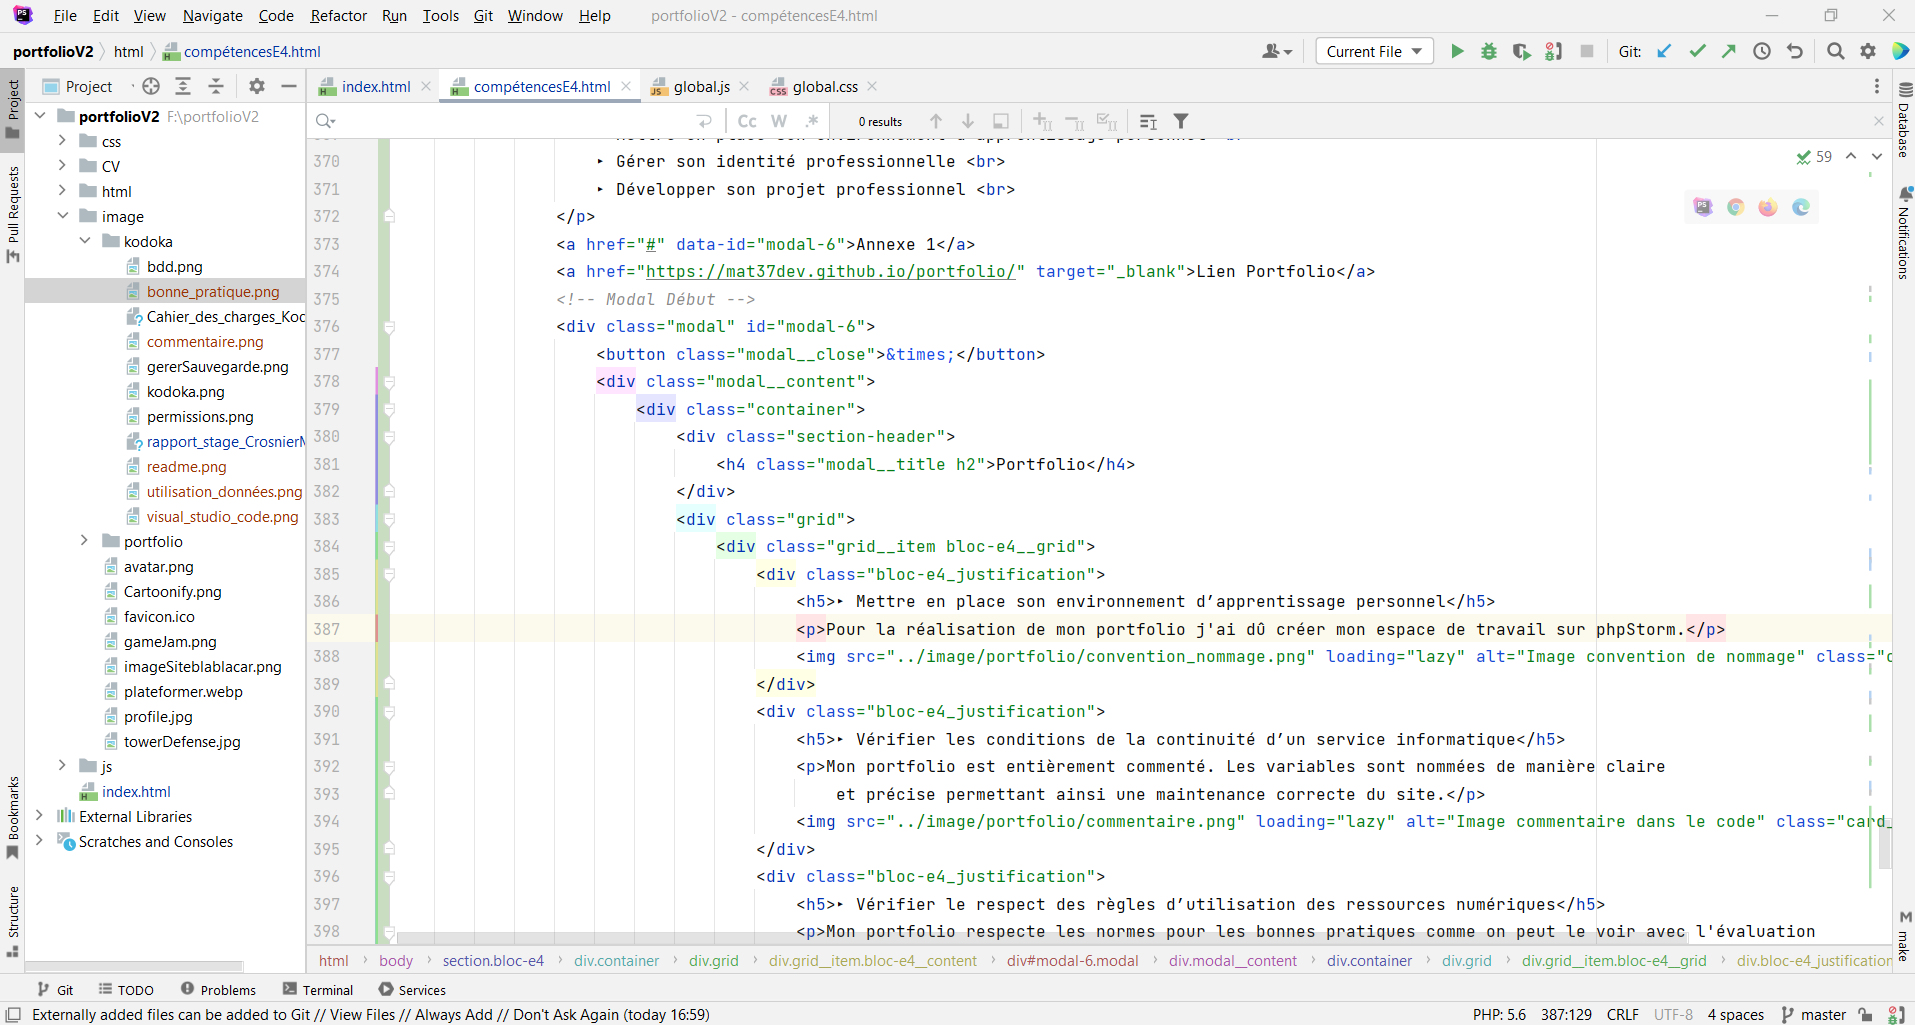 PS File Edit View Navigate Code Refactor Run Tools Git Window Help portfolioV2 - compétencesE4.html
portfolioV2 html compétencesE4.html Current File Git:
Project index.html compétencesE4.html global.js global.css
Project
Pull Requests
Bookmarks
Structure
portfolioV2 F:\portfolioV2
css
CV
html
image
kodoka
bdd.png
bonne_pratique.png
Cahier_des_charges_Koc
commentaire.png
gererSauvegarde.png
kodoka.png
permissions.png
rapport_stage_CrosnierM
readme.png
utilisation_données.png
visual_studio_code.png
portfolio
avatar.png
Cartoonify.png
favicon.ico
gameJam.png
imageSiteblablacar.png
plateformer.webp
profile.jpg
towerDefense.jpg
js
index.html
External Libraries
Scratches and Consoles
Cc W .* 0 results
59
370 ‣ Gérer son identité professionnelle <br>
371 ‣ Développer son projet professionnel <br>
372 </p>
373 <a href="#" data-id="modal-6">Annexe 1</a>
374 <a href="https://mat37dev.github.io/portfolio/" target="_blank">Lien Portfolio</a>
375 <!-- Modal Début -->
376 <div class="modal" id="modal-6">
377 <button class="modal__close">&times;</button>
378 <div class="modal__content">
379 <div class="container">
380 <div class="section-header">
381 <h4 class="modal__title h2">Portfolio</h4>
382 </div>
383 <div class="grid">
384 <div class="grid__item bloc-e4__grid">
385 <div class="bloc-e4_justification">
386 <h5>‣ Mettre en place son environnement d’apprentissage personnel</h5>
387 <p>Pour la réalisation de mon portfolio j'ai dû créer mon espace de travail sur phpStorm.</p>
388 <img src="../image/portfolio/convention_nommage.png" loading="lazy" alt="Image convention de nommage" class="c
389 </div>
390 <div class="bloc-e4_justification">
391 <h5>‣ Vérifier les conditions de la continuité d’un service informatique</h5>
392 <p>Mon portfolio est entièrement commenté. Les variables sont nommées de manière claire
393 et précise permettant ainsi une maintenance correcte du site.</p>
394 <img src="../image/portfolio/commentaire.png" loading="lazy" alt="Image commentaire dans le code" class="card_
395 </div>
396 <div class="bloc-e4_justification">
397 <h5>‣ Vérifier le respect des règles d’utilisation des ressources numériques</h5>
398 <p>Mon portfolio respecte les normes pour les bonnes pratiques comme on peut le voir avec l'évaluation
Database
Notifications
make
html body section.bloc-e4 div.container div.grid div.grid__item.bloc-e4__content div#modal-6.modal div.modal__content div.container div.grid div.grid__item.bloc-e4__grid div.bloc-e4_justification
Git TODO Problems Terminal Services
Externally added files can be added to Git // View Files // Always Add // Don't Ask Again (today 16:59) PHP: 5.6 387:129 CRLF UTF-8 4 spaces master